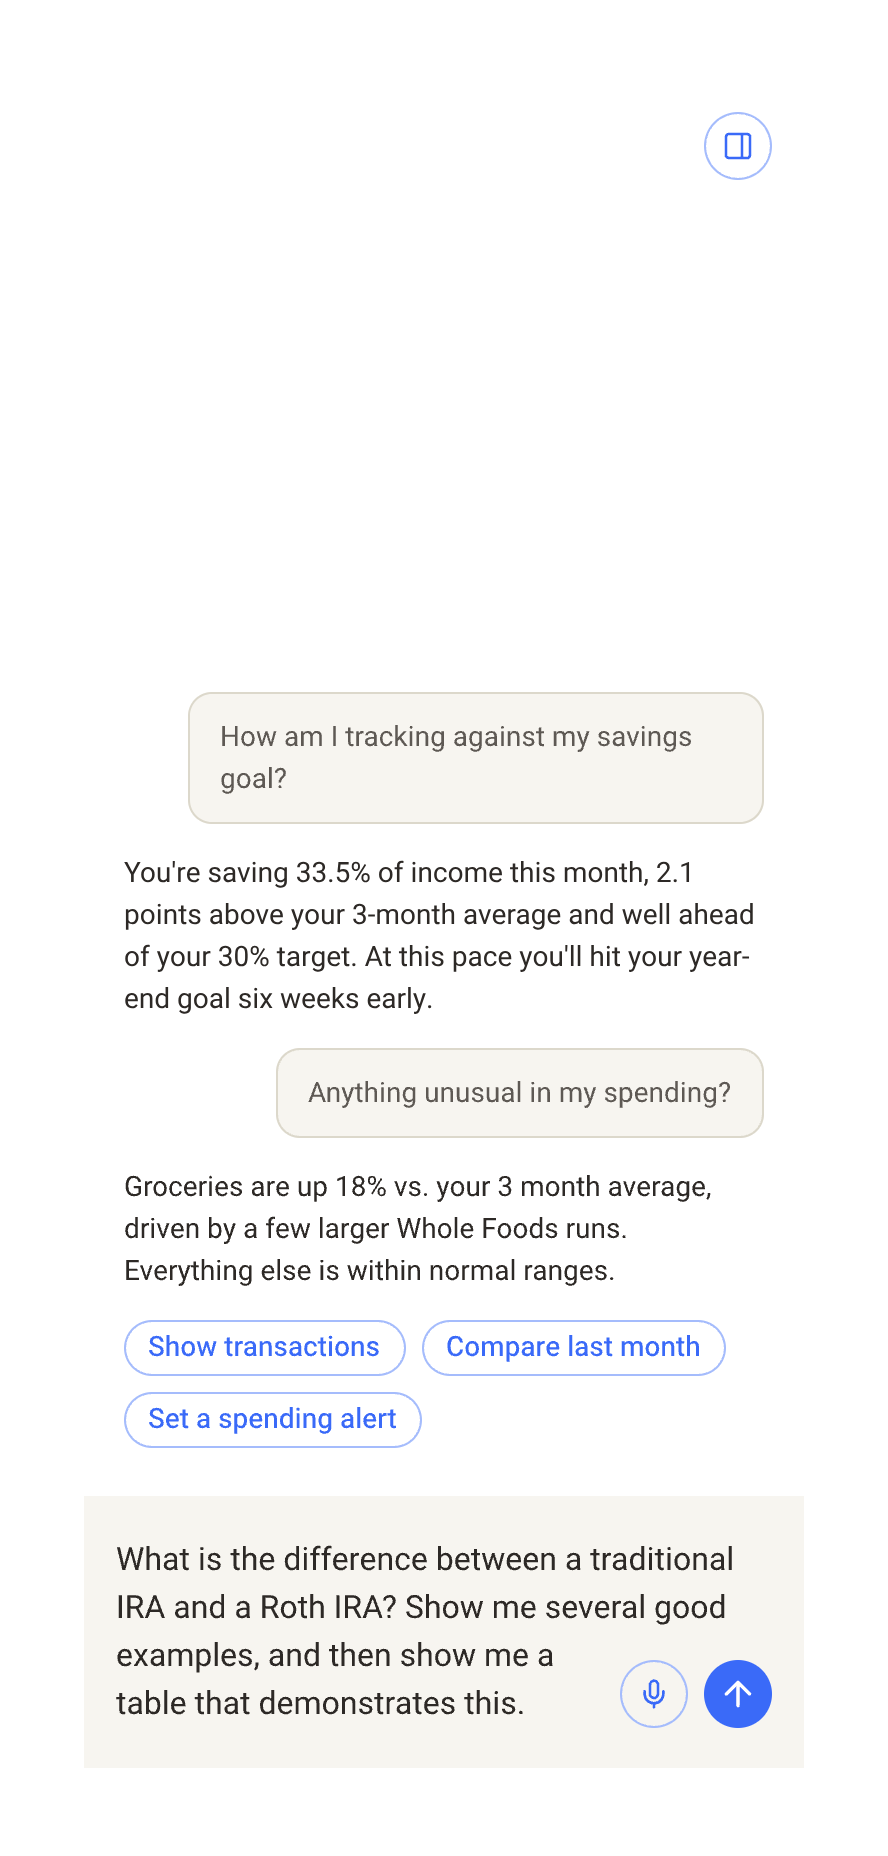 How am I tracking against my savings
goal?
You're saving 33.5% of income this month, 2.1
points above your 3-month average and well ahead
of your 30% target. At this pace you'll hit your year-
end goal six weeks early.
Anything unusual in my spending?
Groceries are up 18% vs. your 3 month average,
driven by a few larger Whole Foods runs.
Everything else is within normal ranges.
Show transactions
Compare last month
Set a spending alert
What is the difference between a traditional
IRA and a Roth IRA? Show me several good
examples, and then show me a
table that demonstrates this.